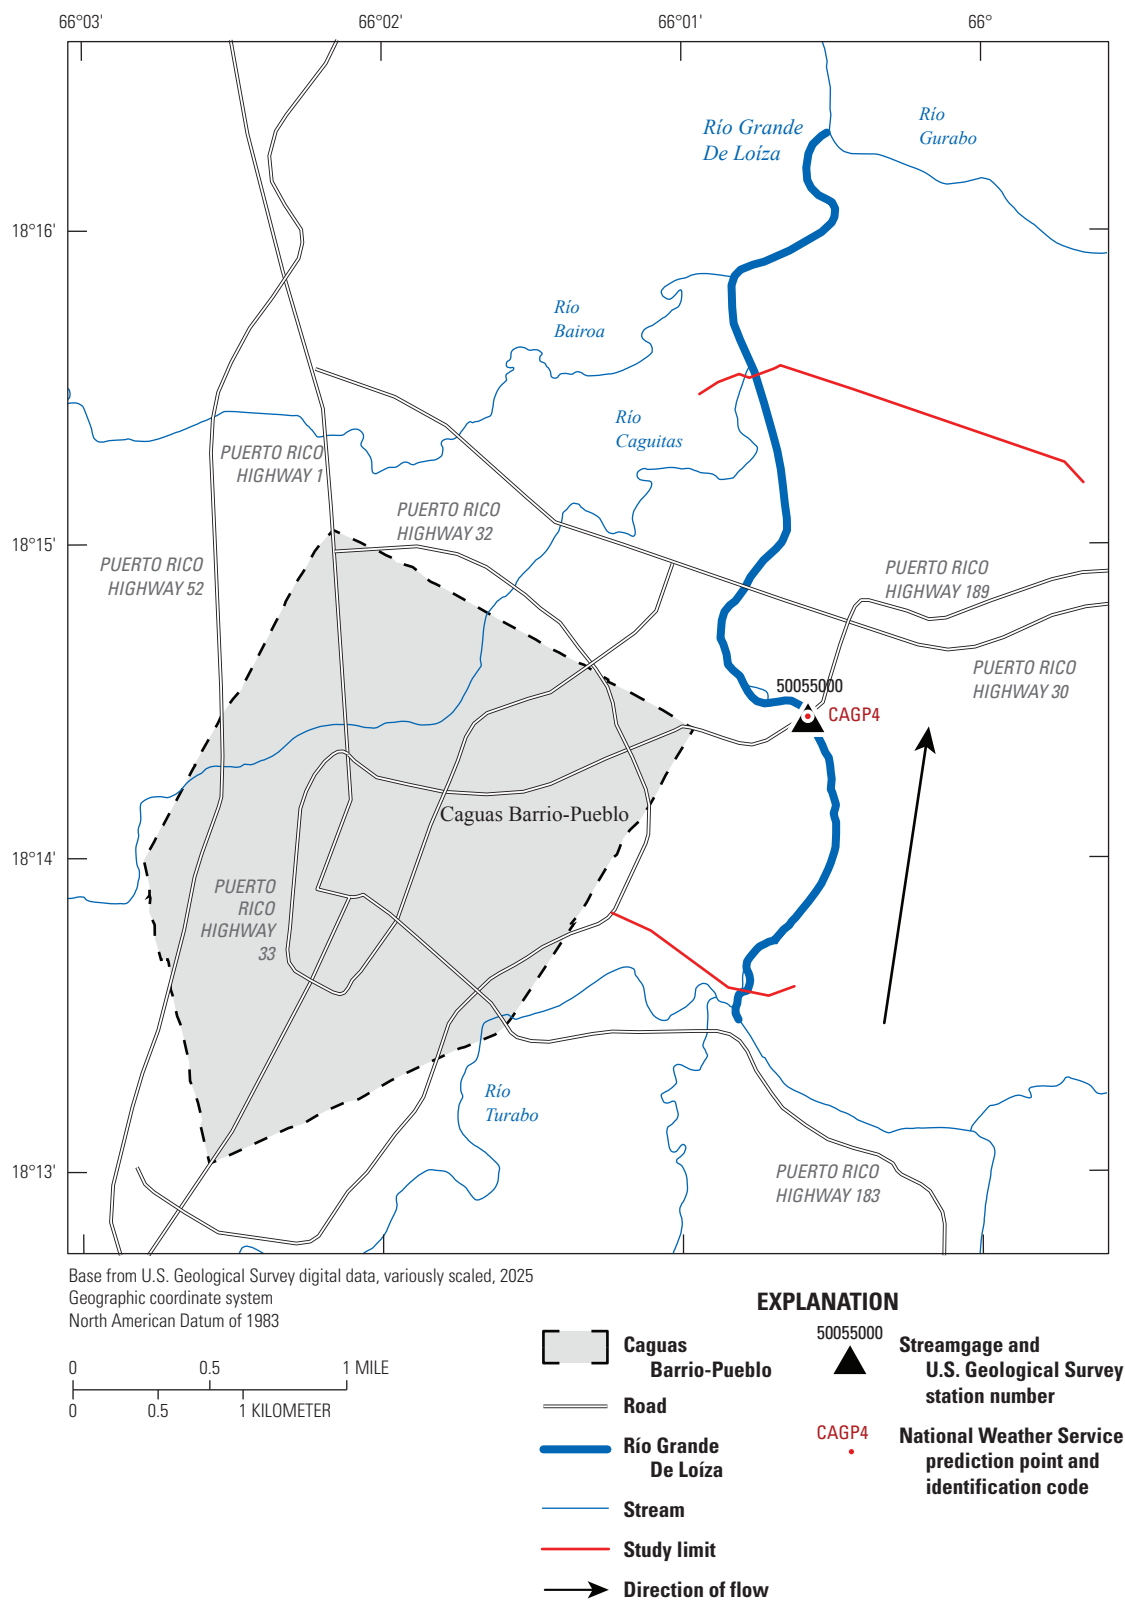 66°03'
66°02'
66°01'
66°
Río Grande
De Loíza
Río
Gurabo
18°16'
Río
Bairoa
Río
Caguitas
PUERTO RICO
HIGHWAY 1
PUERTO RICO
HIGHWAY 32
18°15'
PUERTO RICO
HIGHWAY 52
PUERTO RICO
HIGHWAY 189
PUERTO RICO
HIGHWAY 30
50055000
CAGP4
Caguas Barrio-Pueblo
18°14'
PUERTO
RICO
HIGHWAY
33
Río
Turabo
18°13'
PUERTO RICO
HIGHWAY 183
Base from U.S. Geological Survey digital data, variously scaled, 2025
Geographic coordinate system
North American Datum of 1983
0 0.5 1 MILE
0 0.5 1 KILOMETER
EXPLANATION
Caguas
Barrio-Pueblo
Road
Río Grande
De Loíza
Stream
Study limit
Direction of flow
50055000
Streamgage and
U.S. Geological Survey
station number
CAGP4
National Weather Service
prediction point and
identification code